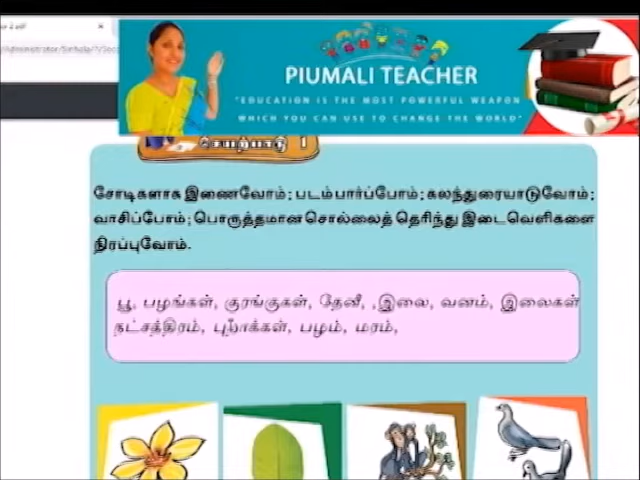 PIUMALI TEACHER
"EDUCATION IS THE MOST POWERFUL WEAPON
WHICH YOU CAN USE TO CHANGE THE WORLD"
செயற்பாடு 1
சோடிகளாக இணைவோம்; படம்பார்ப்போம்; கலந்துரையாடுவோம்;
வாசிப்போம்; பொருத்தமான சொல்லைத் தெரிந்து இடைவெளிகளை
நிரப்புவோம்.
பூ, பழங்கள், குரங்குகள், தேனீ, ,இலை, வனம், இலைகள்
நட்சத்திரம், புறாக்கள், பழம், மரம்,